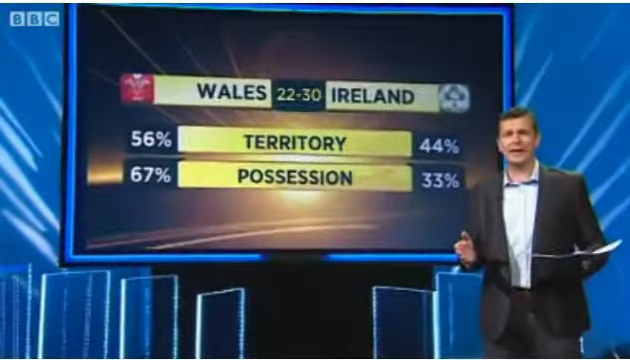 BBC
WALES 22-30 IRELAND
56% TERRITORY 44%
67% POSSESSION 33%